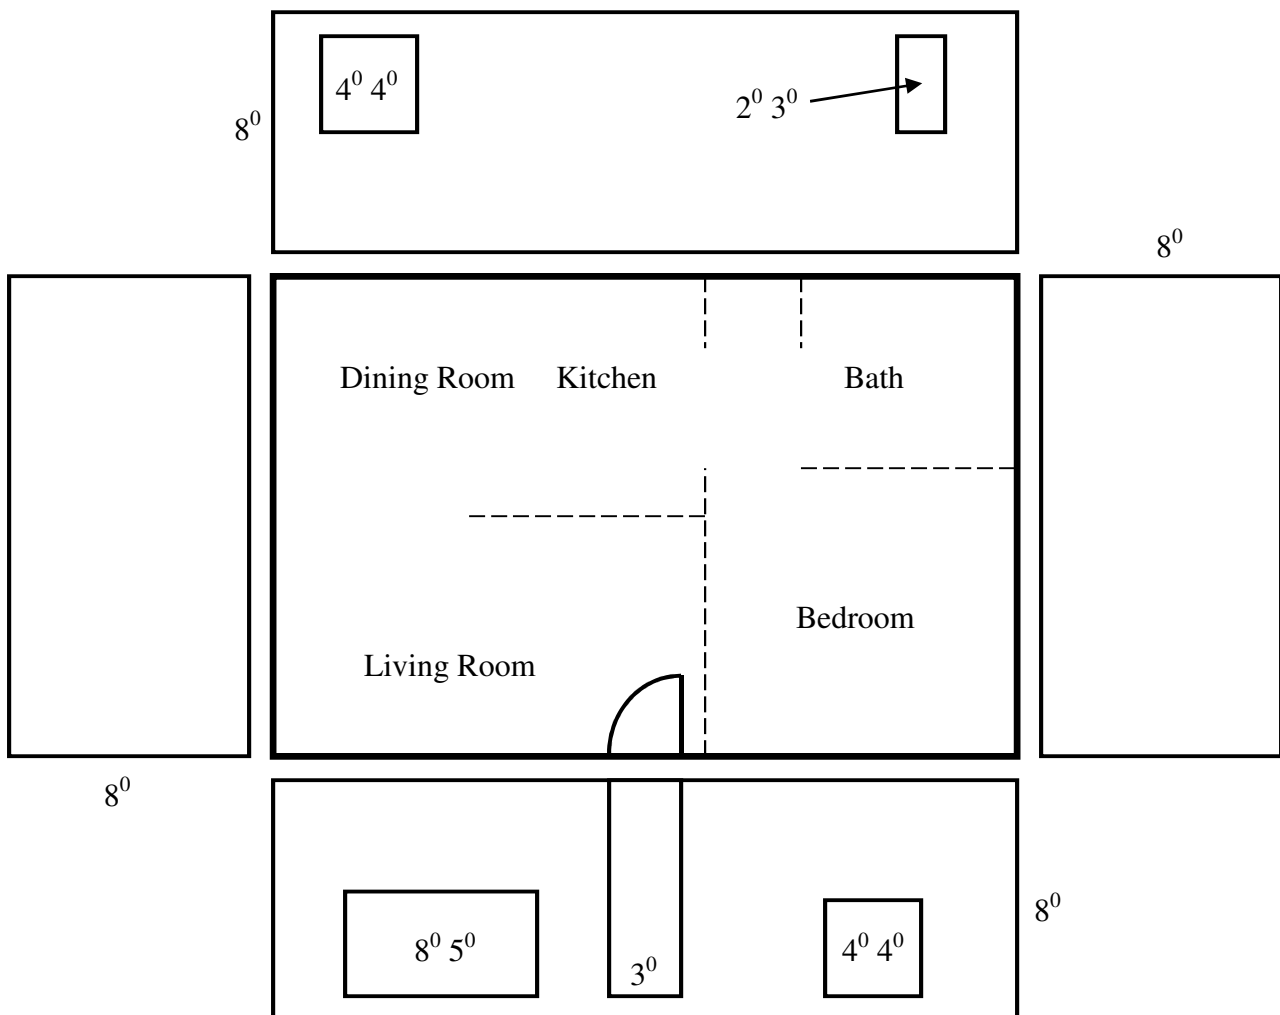 4⁰ 4⁰
2⁰ 3⁰
8⁰
8⁰
Dining Room
Kitchen
Bath
Bedroom
Living Room
8⁰
8⁰
8⁰ 5⁰
4⁰ 4⁰
3⁰